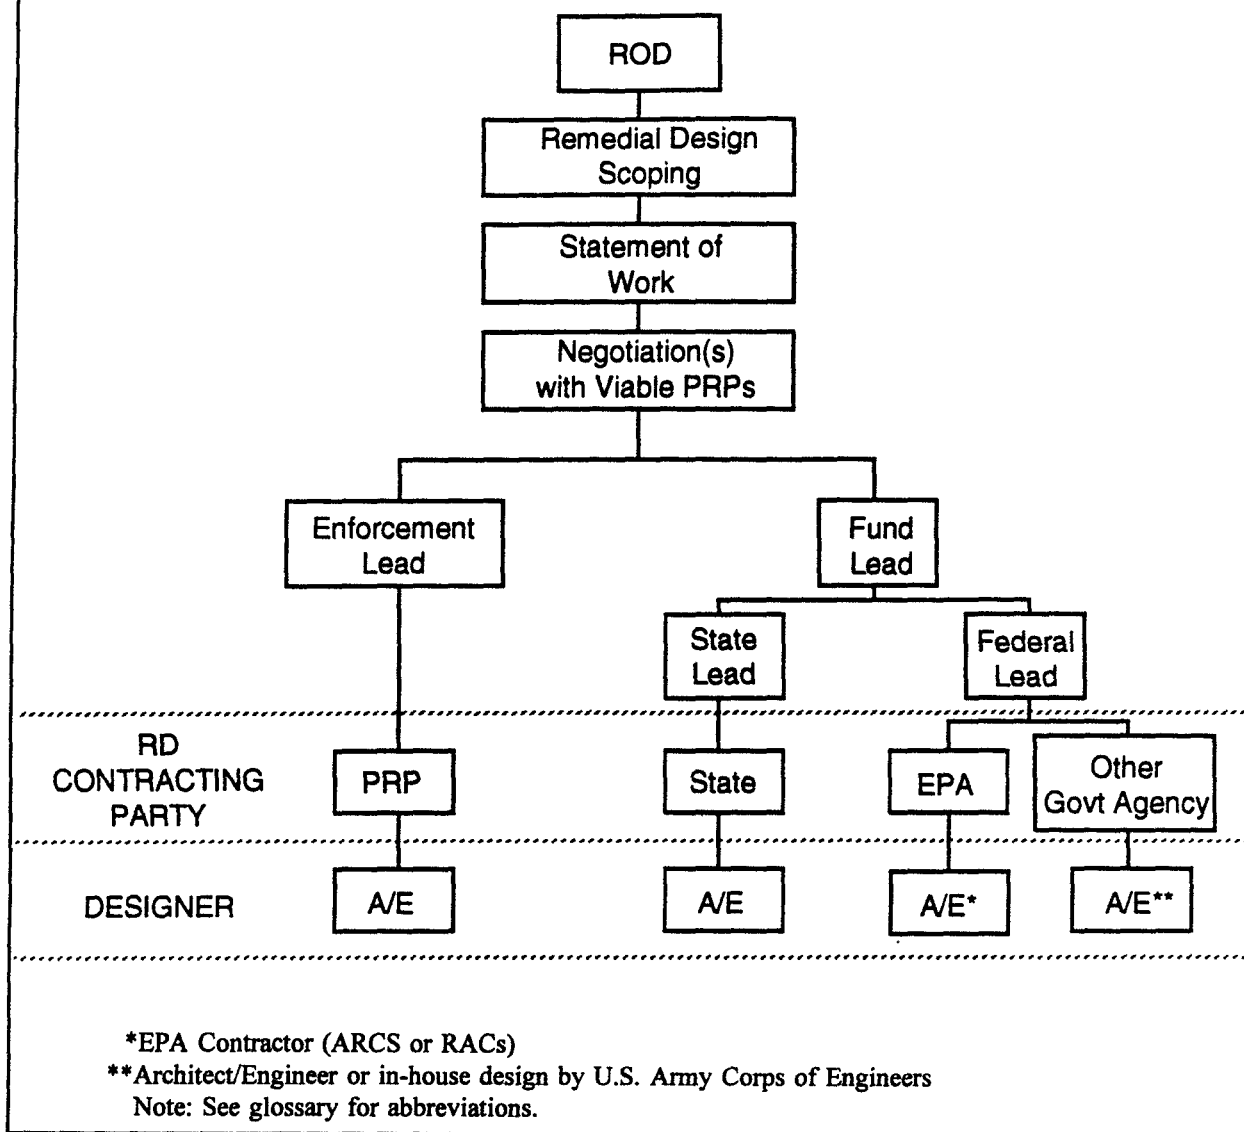 ROD
Remedial Design
Scoping
Statement of
Work
Negotiation(s)
with Viable PRPs
Enforcement
Lead
Fund
Lead
State
Lead
Federal
Lead
RD
CONTRACTING
PARTY
PRP
State
EPA
Other
Govt Agency
DESIGNER
A/E
A/E
A/E*
A/E**
*EPA Contractor (ARCS or RACs)
**Architect/Engineer or in-house design by U.S. Army Corps of Engineers
Note: See glossary for abbreviations.